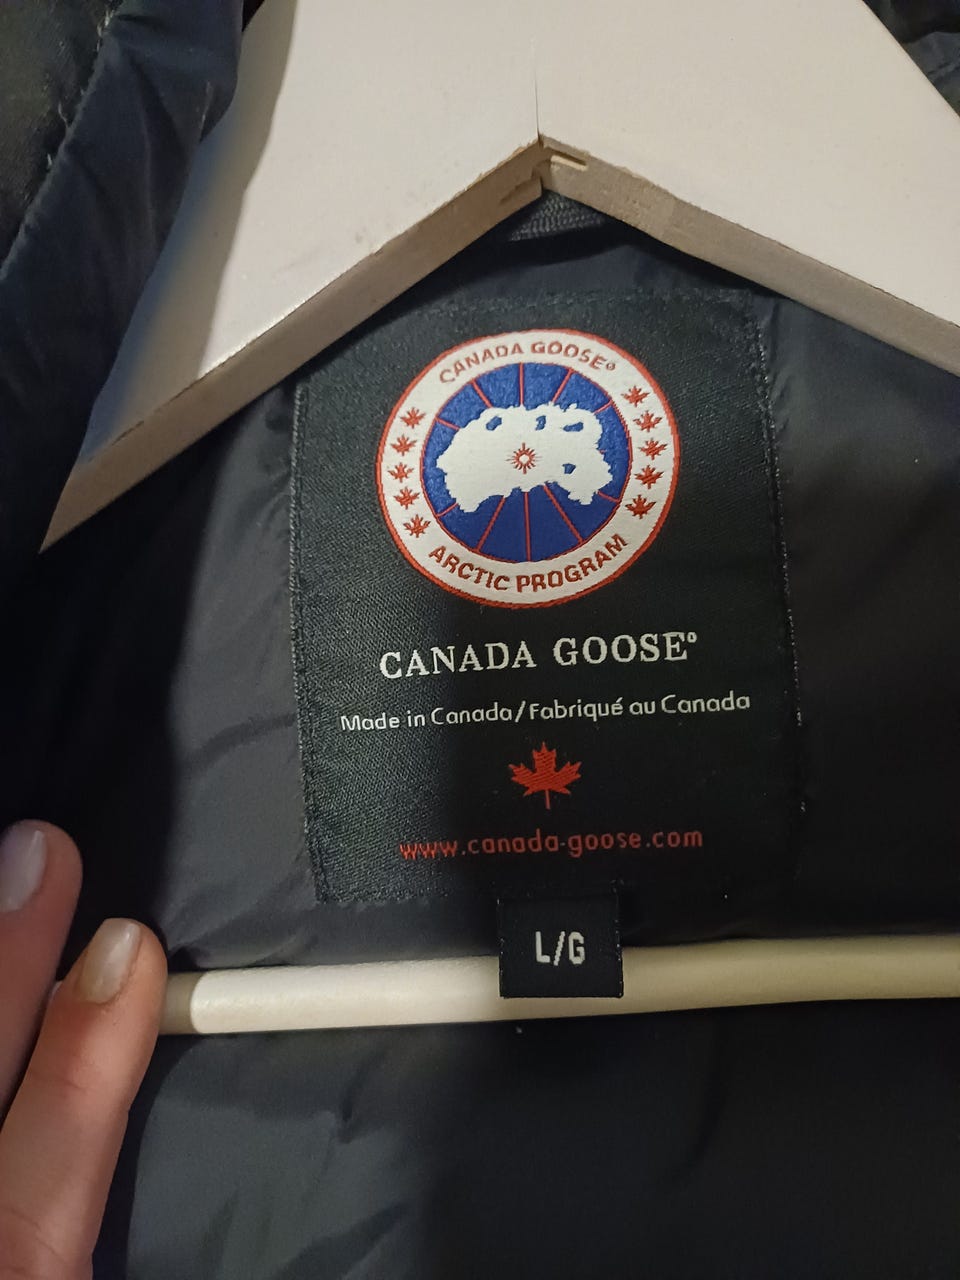 CANADA GOOSE®
ARCTIC PROGRAM
CANADA GOOSE®
Made in Canada/Fabriqué au Canada
www.canada-goose.com
L/G